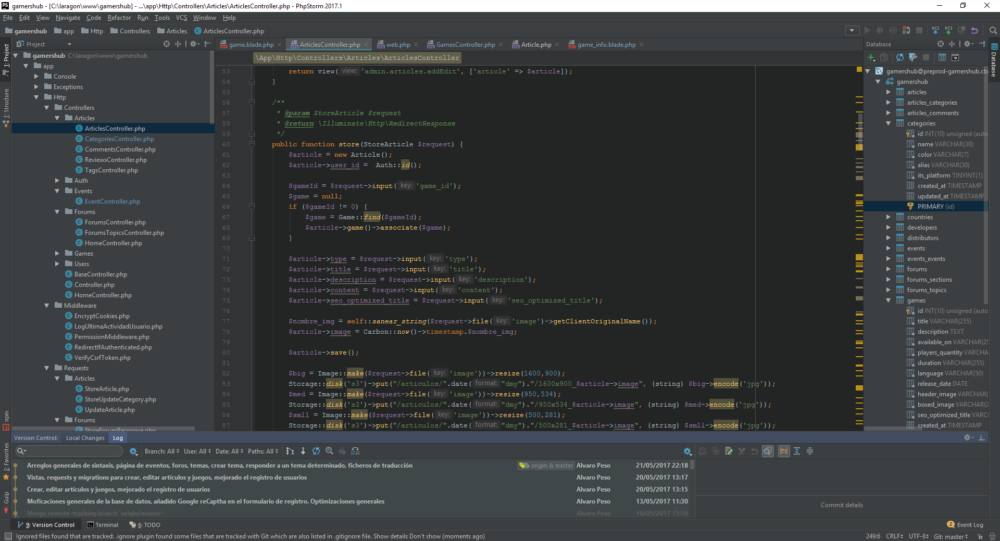 gamershub - [C:\laragon\www\gamershub] - ...\app\Http\Controllers\Articles\ArticlesController.php - PhpStorm 2017.1
File Edit View Navigate Code Refactor Run Tools VCS Window Help
gamershub app Http Controllers Articles ArticlesController.php
VCS VCS
1: Project
7: Structure
npm
2: Favorites
Gulp
Project
gamershub C:\laragon\www\gamershub
app
Console
Exceptions
Http
Controllers
Articles
ArticlesController.php
CategoriesController.php
CommentsController.php
ReviewsController.php
TagsController.php
Auth
Events
EventController.php
Forums
ForumsController.php
ForumsTopicsController.php
HomeController.php
Games
Users
BaseController.php
Controller.php
HomeController.php
Middleware
EncryptCookies.php
LogUltimaActividadUsuario.php
PermissionMiddleware.php
RedirectIfAuthenticated.php
VerifyCsrfToken.php
Requests
Articles
StoreArticle.php
StoreUpdateCategory.php
UpdateArticle.php
Forums
StoreForumResponse.php
game.blade.php ArticlesController.php web.php GamesController.php Article.php game_info.blade.php
\App\Http\Controllers\Articles\ArticlesController
53 return view( view: 'admin.articles.addEdit', ['article' => $article]);
54 }
55
56 /**
57 * @param StoreArticle $request
58 * @return \Illuminate\Http\RedirectResponse
59 */
60 public function store(StoreArticle $request) {
61 $article = new Article();
62 $article->user_id = Auth::id();
63
64 $gameId = $request->input( key: 'game_id');
65 $game = null;
66 if ($gameId != 0) {
67 $game = Game::find($gameId);
68 $article->game()->associate($game);
69 }
70
71 $article->type = $request->input( key: 'type');
72 $article->title = $request->input( key: 'title');
73 $article->description = $request->input( key: 'description');
74 $article->content = $request->input( key: 'content');
75 $article->seo_optimized_title = $request->input( key: 'seo_optimized_title');
76
77 $nombre_img = self::sanear_string($request->file( key: 'image')->getClientOriginalName());
78 $article->image = Carbon::now()->timestamp.$nombre_img;
79
80 $article->save();
81
82 $big = Image::make($request->file( key: 'image'))->resize(1600,900);
83 Storage::disk('s3')->put("/articulos/".date( format: "dmy")."/1600x900_$article->image", (string) $big->encode('jpg'));
84 $med = Image::make($request->file( key: 'image'))->resize(950,534);
85 Storage::disk('s3')->put("/articulos/".date( format: "dmy")."/950x534_$article->image", (string) $med->encode('jpg'));
86 $smll = Image::make($request->file( key: 'image'))->resize(500,281);
87 Storage::disk('s3')->put("/articulos/".date( format: "dmy")."/500x281_$article->image", (string) $smll->encode('jpg'));
Database
Database
gamershub@preprod-gamershub.cb
gamershub
articles
articles_categories
articles_comments
categories
id INT(10) unsigned (auto
name VARCHAR(30)
color VARCHAR(7)
alias VARCHAR(30)
its_platform TINYINT(1)
created_at TIMESTAMP
updated_at TIMESTAMP
PRIMARY (id)
countries
developers
distributors
events
events_events
forums
forums_sections
forums_topics
games
id INT(10) unsigned (auto
title VARCHAR(255)
description TEXT
available_on VARCHAR(25
players_quantity VARCHA
duration VARCHAR(255)
language VARCHAR(50)
release_date DATE
header_image VARCHAR(
boxed_image VARCHAR(2
seo_optimized_title VARC
created_at TIMESTAMP
Version Control: Local Changes Log
Branch: All User: All Date: All Paths: All
Arreglos generales de sintaxis, página de eventos, foros, temas, crear tema, responder a un tema determinado, ficheros de traducción origin & master Alvaro Peso 21/05/2017 22:18
Vistas, requests y migrations para crear, editar artículos y juegos, mejorado el registro de usuarios Alvaro Peso 20/05/2017 13:17
Crear, editar artículos y juegos, mejorado el registro de usuarios Alvaro Peso 20/05/2017 13:15
Moficaciones generales de la base de datos, añadido Google reCaptha en el formulario de registro. Optimizaciones generales Alvaro Peso 13/05/2017 11:30
Merge remote-tracking branch 'origin/master' Alvaro Peso 10/05/2017 15:16
Commit details
9: Version Control Terminal 6: TODO 2 Event Log
Ignored files found that are tracked: .ignore plugin found some files that are tracked with Git which are also listed in .gitignore file. Show details Don't show (moments ago) 249:6 CRLF UTF-8 Git: master